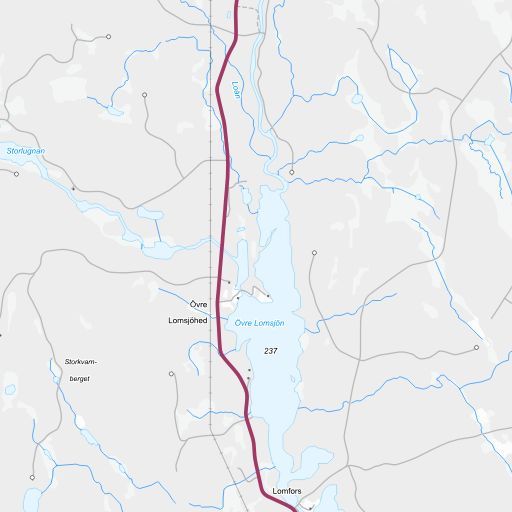 Loån
Storlugnan
Övre
Lomsjöhed
Övre Lomsjön
237
Storkvarn-
berget
Lomfors